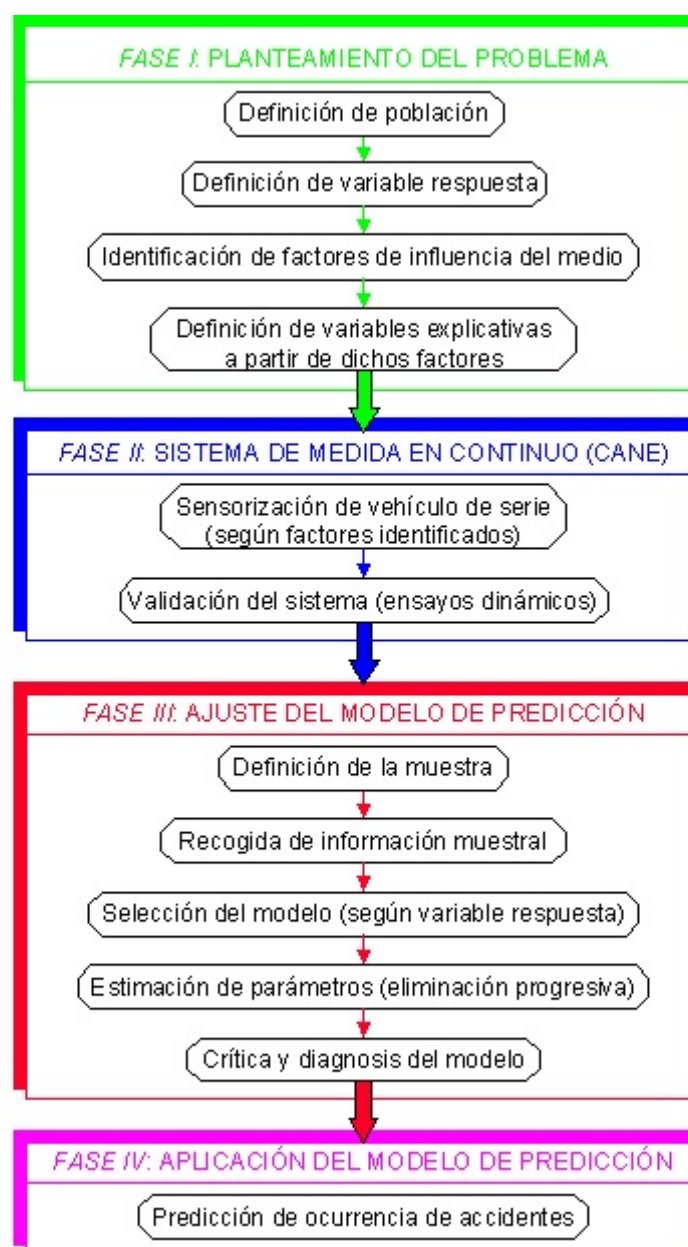 FASE I: PLANTEAMIENTO DEL PROBLEMA
Definición de población
Definición de variable respuesta
Identificación de factores de influencia del medio
Definición de variables explicativas
a partir de dichos factores
FASE II: SISTEMA DE MEDIDA EN CONTINUO (CANE)
Sensorización de vehículo de serie
(según factores identificados)
Validación del sistema (ensayos dinámicos)
FASE III: AJUSTE DEL MODELO DE PREDICCIÓN
Definición de la muestra
Recogida de información muestral
Selección del modelo (según variable respuesta)
Estimación de parámetros (eliminación progresiva)
Crítica y diagnosis del modelo
FASE IV: APLICACIÓN DEL MODELO DE PREDICCIÓN
Predicción de ocurrencia de accidentes